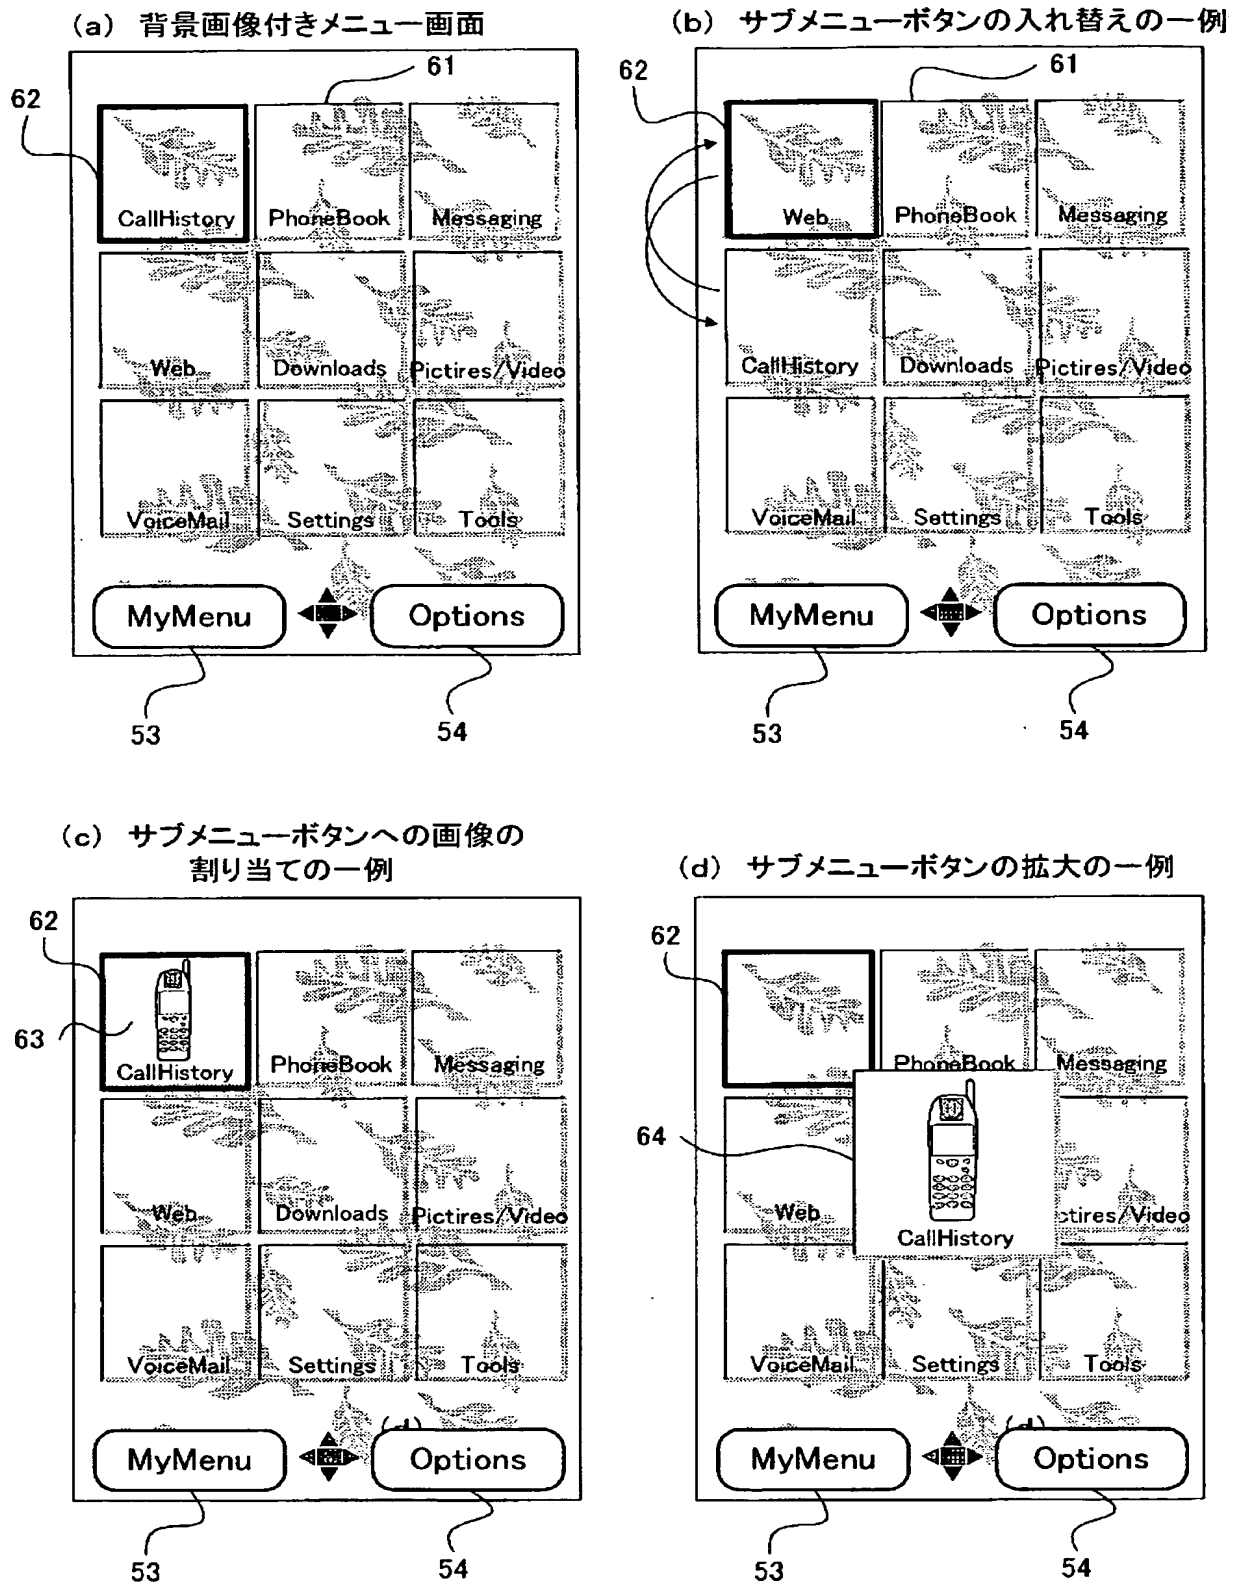 (a) 背景画像付きメニュー画面
61
62
CallHistory PhoneBook Messaging
Web Downloads Pictires/Video
VoiceMail Settings Tools
MyMenu Options
53 54
(b) サブメニューボタンの入れ替えの一例
62 61
Web PhoneBook Messaging
CallHistory Downloads Pictires/Video
VoiceMail Settings Tools
MyMenu Options
53 54
(c) サブメニューボタンへの画像の
割り当ての一例
62
63
CallHistory PhoneBook Messaging
Web Downloads Pictires/Video
VoiceMail Settings Tools
(d)
MyMenu Options
53 54
(d) サブメニューボタンの拡大の一例
62
PhoneBook Messaging
64
Web ctires/Video
CallHistory
VoiceMail Settings Tools
(d)
MyMenu Options
53 54